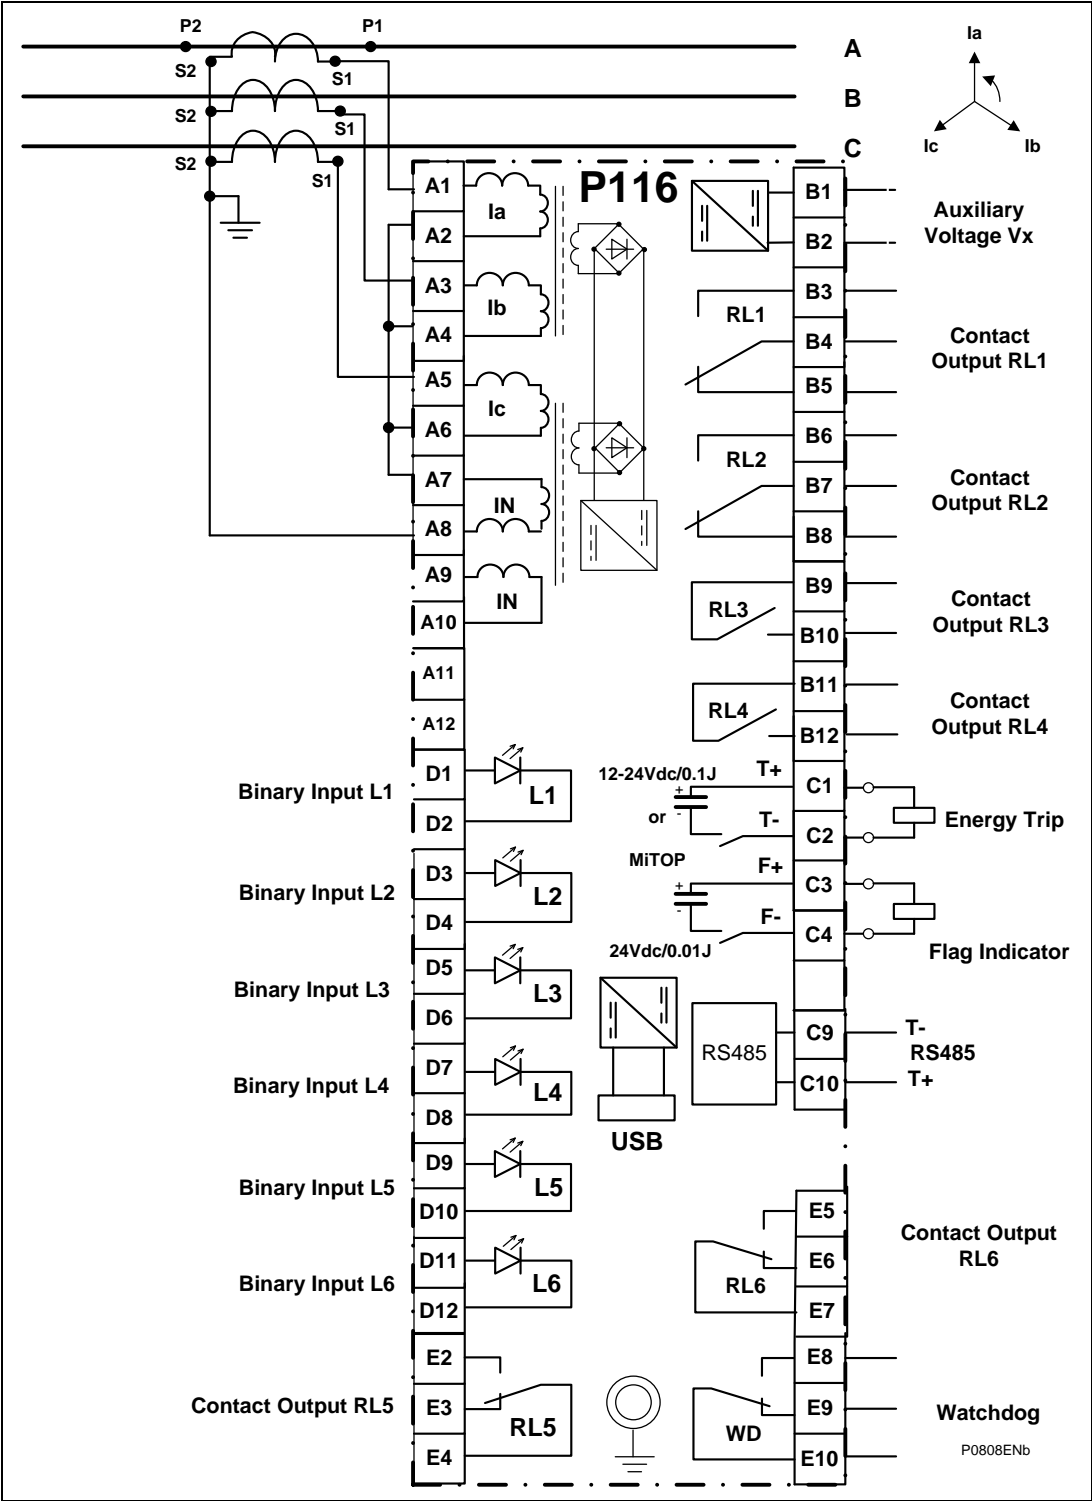 P2
P1
A
Ia
S2
S1
B
S2
S1
Ic
Ib
C
S2
S1
P116
A1
Ia
A2
A3
Ib
A4
A5
Ic
A6
A7
IN
A8
A9
IN
A10
A11
A12
B1
Auxiliary
Voltage Vx
B2
B3
RL1
B4
Contact
Output RL1
B5
B6
RL2
B7
Contact
Output RL2
B8
B9
RL3
Contact
Output RL3
B10
B11
RL4
Contact
Output RL4
B12
Binary Input L1
D1
L1
D2
Binary Input L2
D3
L2
D4
Binary Input L3
D5
L3
D6
Binary Input L4
D7
L4
D8
Binary Input L5
D9
L5
D10
Binary Input L6
D11
L6
D12
Contact Output RL5
E2
E3
RL5
E4
12-24Vdc/0.1J
T+
C1
+
-
or
T-
C2
Energy Trip
MiTOP
F+
C3
+
-
F-
C4
24Vdc/0.01J
Flag Indicator
USB
RS485
C9
T-
RS485
C10
T+
E5
Contact Output
RL6
E6
RL6
E7
E8
E9
Watchdog
WD
E10
P0808ENb